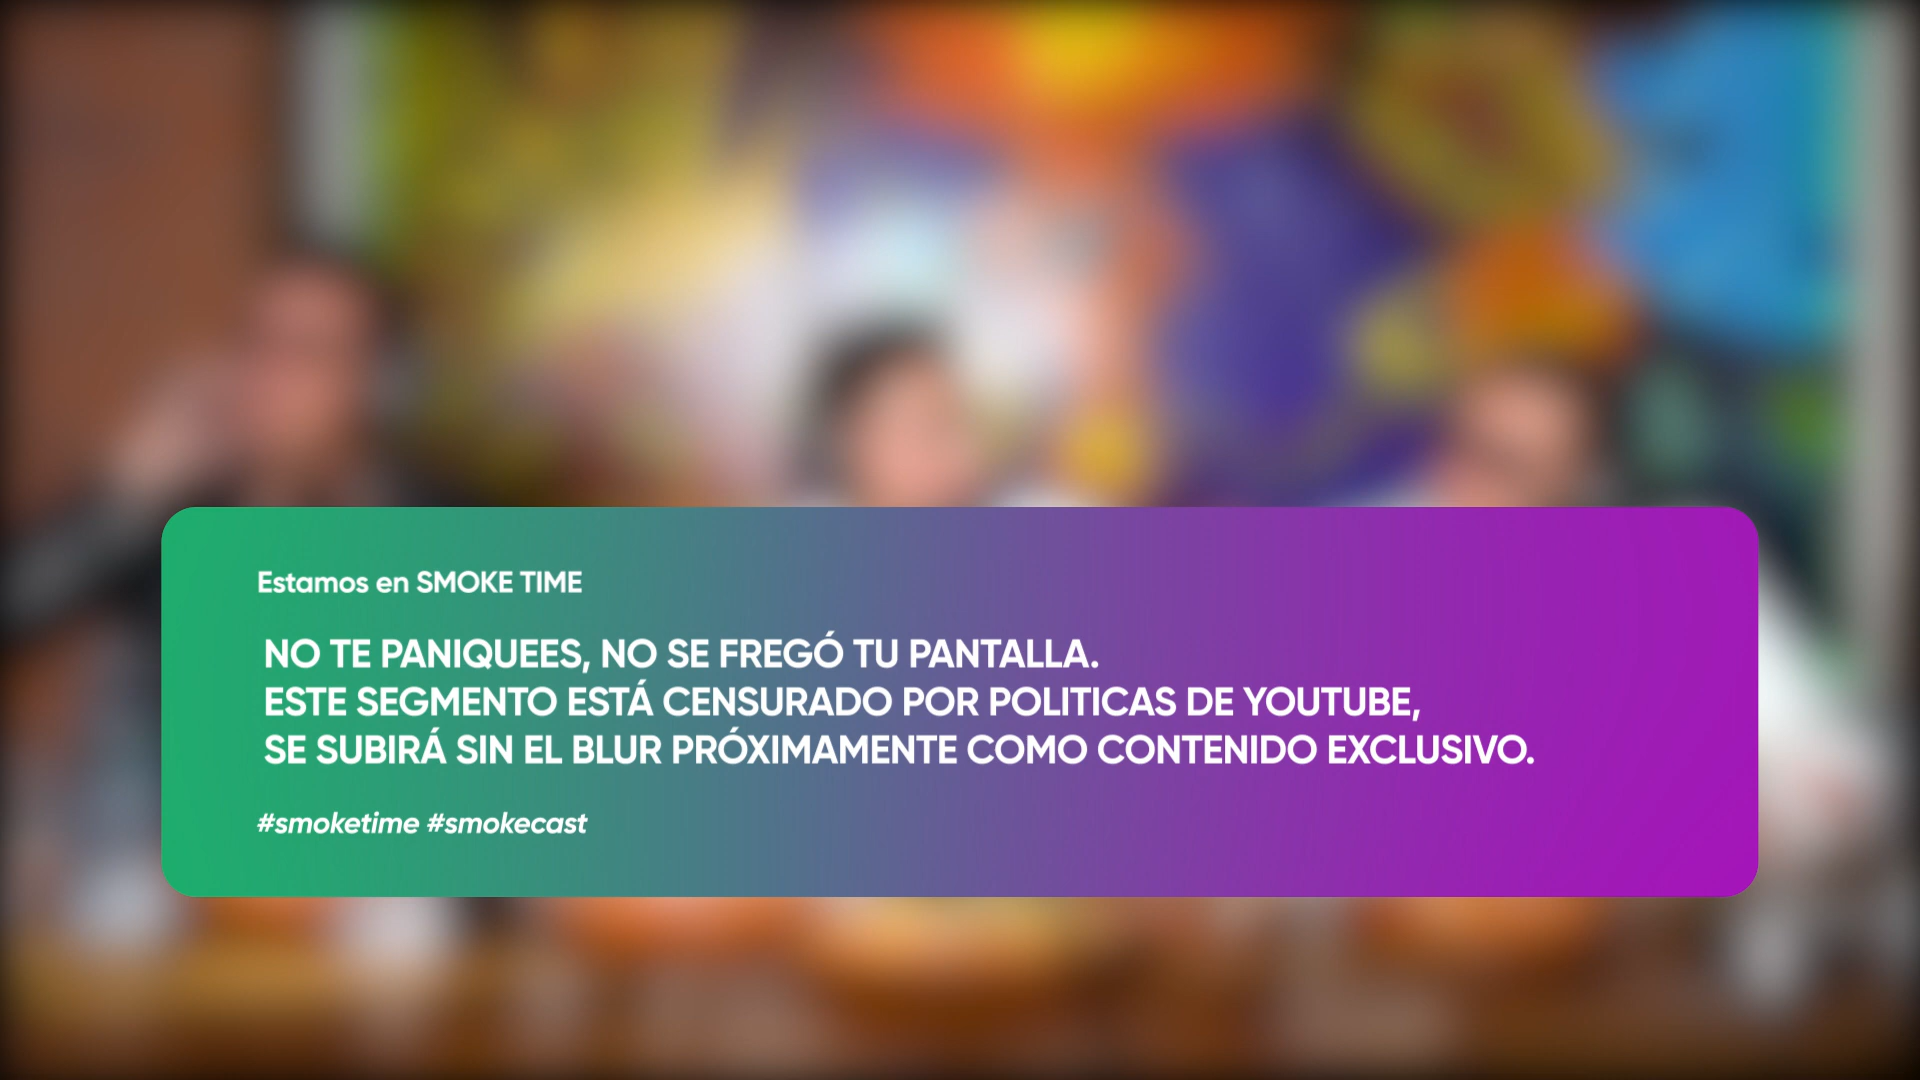 Estamos en SMOKE TIME
NO TE PANIQUEES, NO SE FREGÓ TU PANTALLA.
ESTE SEGMENTO ESTÁ CENSURADO POR POLITICAS DE YOUTUBE,
SE SUBIRÁ SIN EL BLUR PRÓXIMAMENTE COMO CONTENIDO EXCLUSIVO.
#smoketime #smokecast